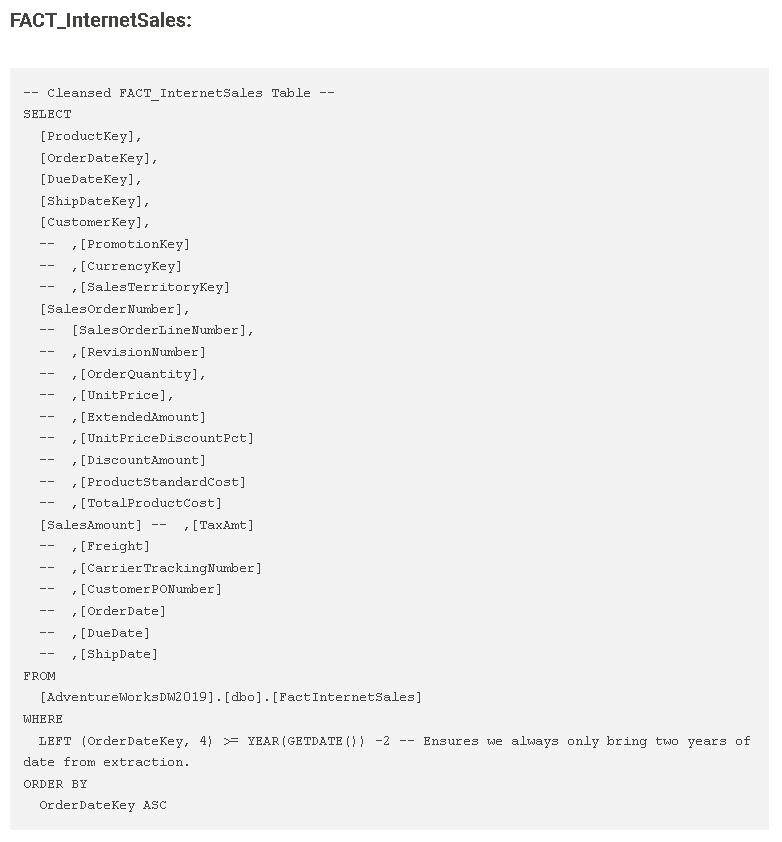 FACT_InternetSales:
-- Cleansed FACT_InternetSales Table --
SELECT
  [ProductKey],
  [OrderDateKey],
  [DueDateKey],
  [ShipDateKey],
  [CustomerKey],
  --  ,[PromotionKey]
  --  ,[CurrencyKey]
  --  ,[SalesTerritoryKey]
  [SalesOrderNumber],
  --  [SalesOrderLineNumber],
  --  ,[RevisionNumber]
  --  ,[OrderQuantity],
  --  ,[UnitPrice],
  --  ,[ExtendedAmount]
  --  ,[UnitPriceDiscountPct]
  --  ,[DiscountAmount]
  --  ,[ProductStandardCost]
  --  ,[TotalProductCost]
  [SalesAmount] --  ,[TaxAmt]
  --  ,[Freight]
  --  ,[CarrierTrackingNumber]
  --  ,[CustomerPONumber]
  --  ,[OrderDate]
  --  ,[DueDate]
  --  ,[ShipDate]
FROM
  [AdventureWorksDW2019].[dbo].[FactInternetSales]
WHERE
  LEFT (OrderDateKey, 4) >= YEAR(GETDATE()) -2 -- Ensures we always only bring two years of
date from extraction.
ORDER BY
  OrderDateKey ASC